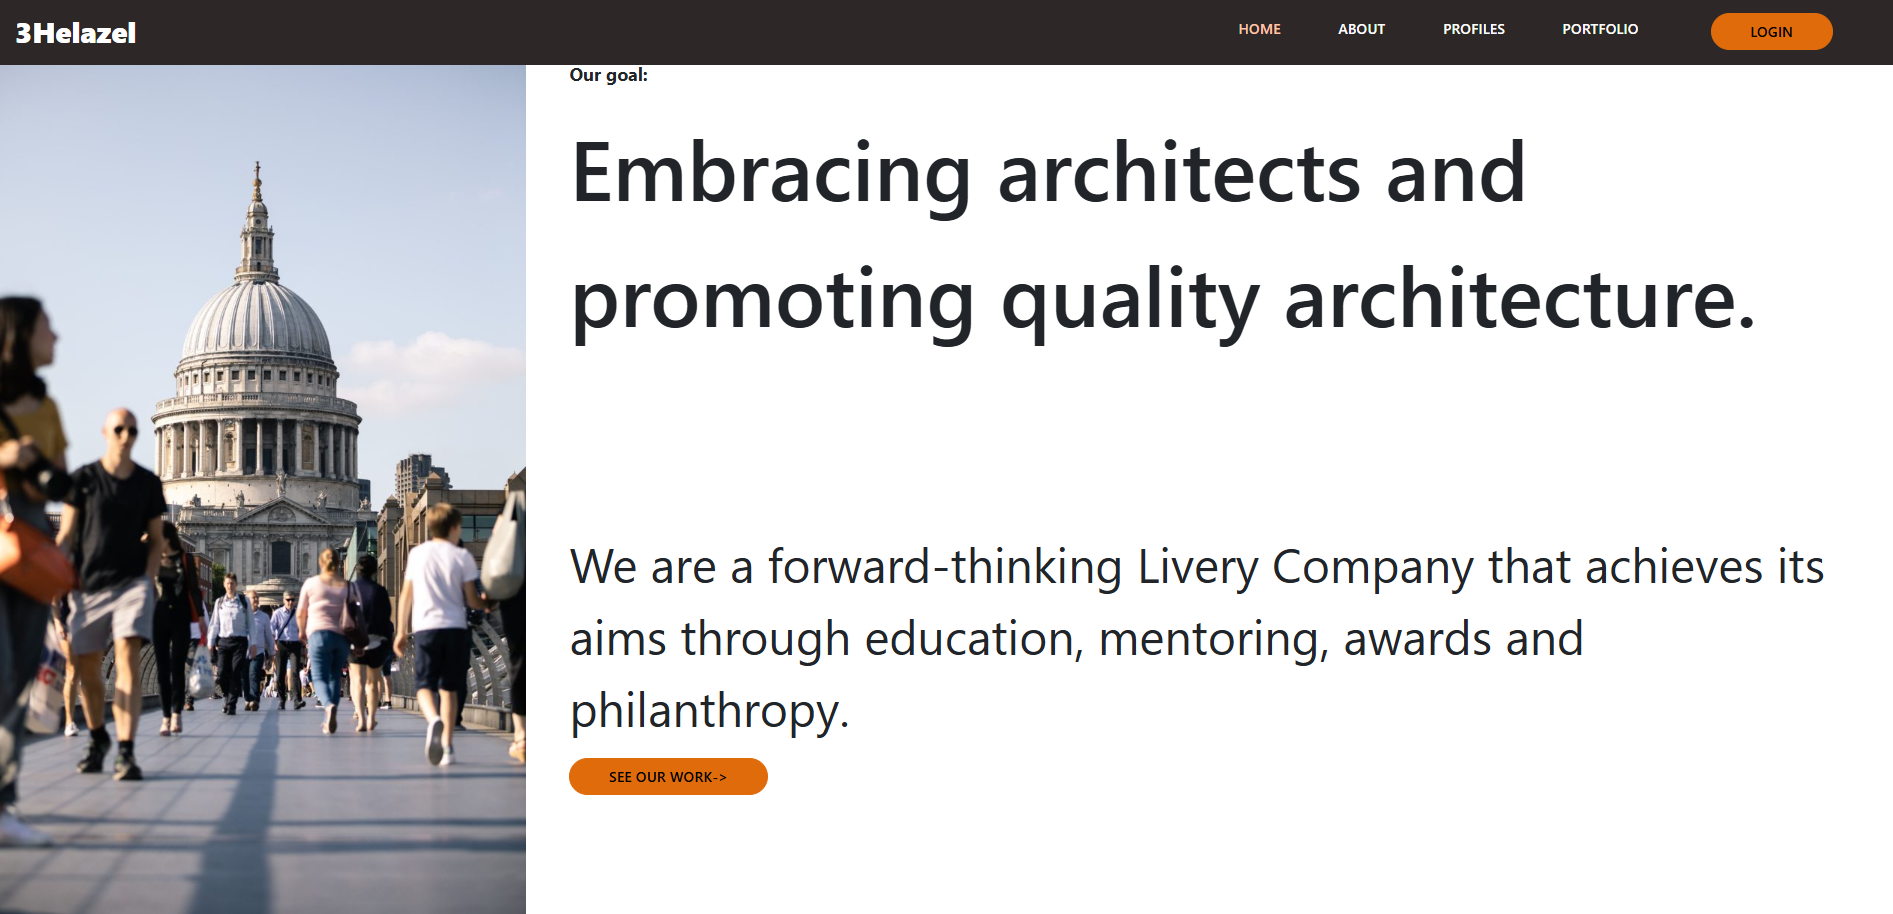 3Helazel
HOME ABOUT PROFILES PORTFOLIO LOGIN
Our goal:
Embracing architects and
promoting quality architecture.
We are a forward-thinking Livery Company that achieves its
aims through education, mentoring, awards and
philanthropy.
SEE OUR WORK->